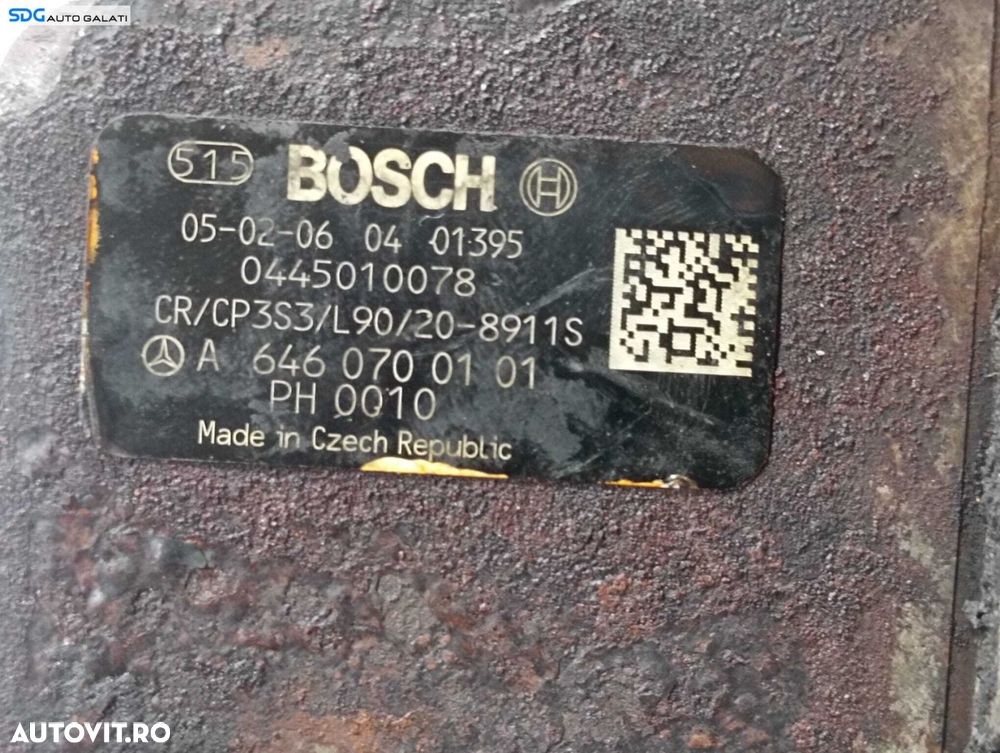 SDG AUTO GALATI
515 BOSCH
05-02-06 04 01395
0445010078
CR/CP3S3/L90/20-8911S
A 646 070 01 01
PH 0010
Made in Czech Republic
AUTOVIT.RO